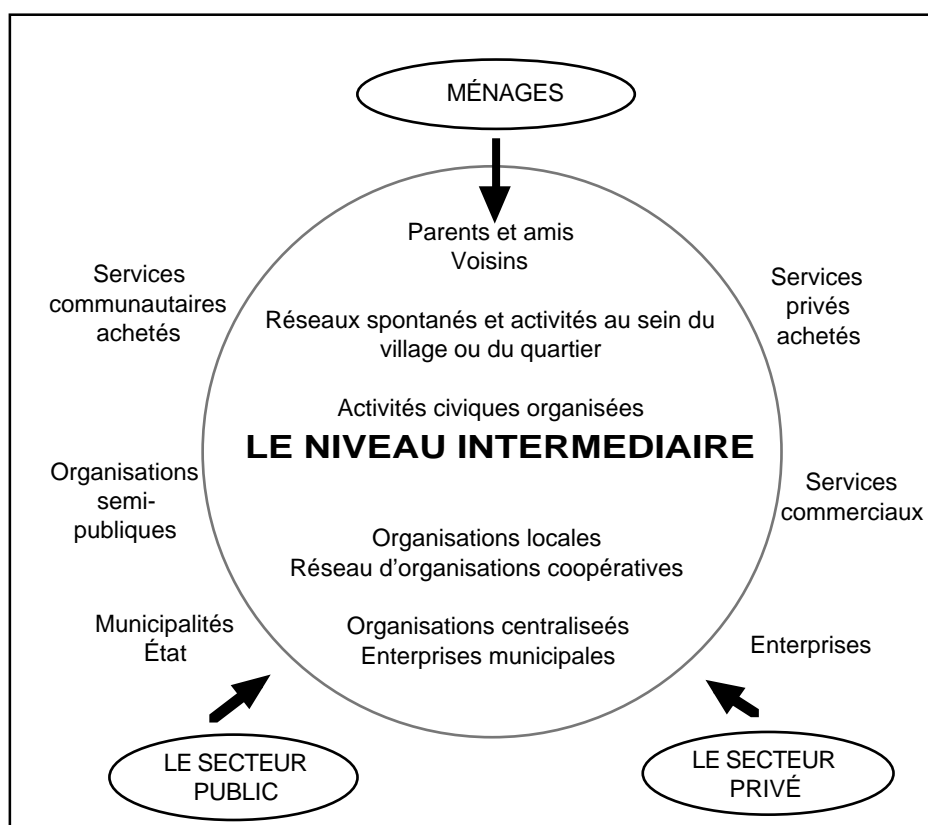 MÉNAGES
Parents et amis
Voisins
Services
communautaires
achetés
Services
privés
achetés
Réseaux spontanés et activités au sein du
village ou du quartier
Activités civiques organisées
LE NIVEAU INTERMEDIAIRE
Organisations
semi-
publiques
Services
commerciaux
Organisations locales
Réseau d'organisations coopératives
Municipalités
État
Organisations centraliseés
Enterprises municipales
Enterprises
LE SECTEUR
PUBLIC
LE SECTEUR
PRIVÉ